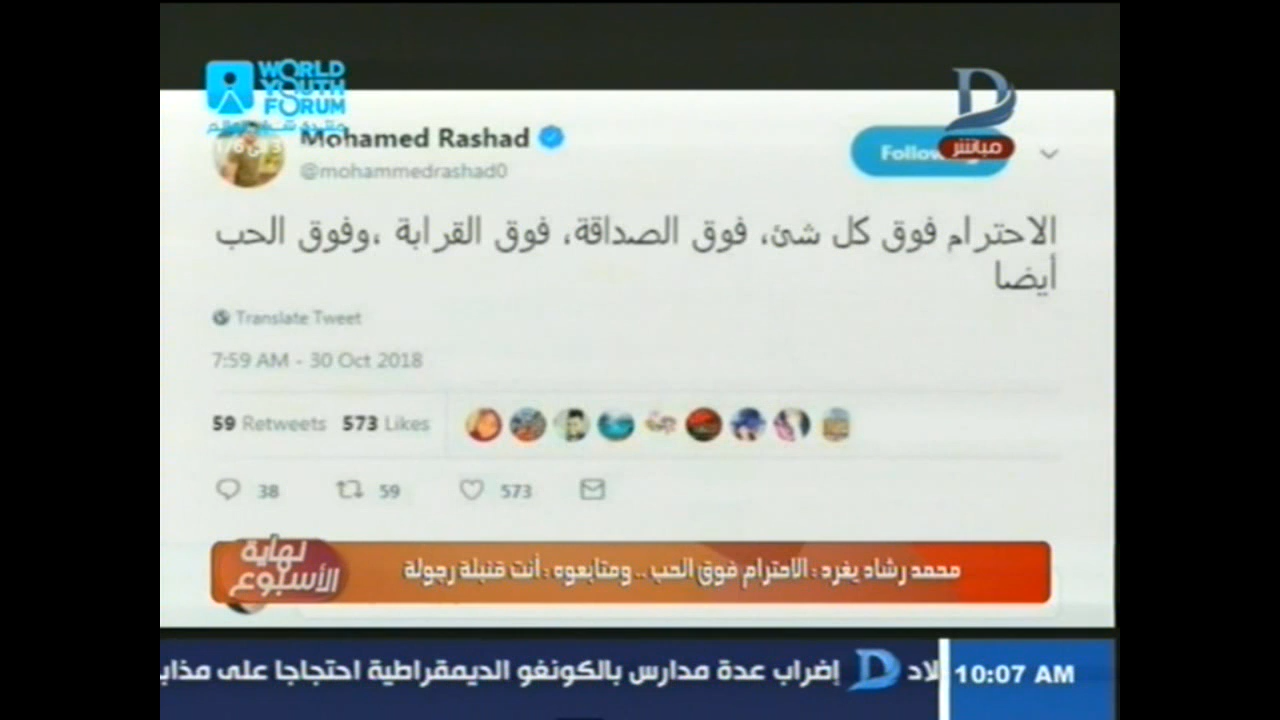 WORLD
YOUTH
FORUM
مباشر
Mohamed Rashad
@mohammedrashad0
الاحترام فوق كل شئ، فوق الصداقة، فوق القرابة ،وفوق الحب
أيضا
Translate Tweet
7:59 AM - 30 Oct 2018
59 Retweets 573 Likes
38 59 573
نهاية
الأسبوع
محمد رشاد يغرد : الاحترام فوق الحب .. ومتابعوه : أنت قنبلة رجولة
لاد إضراب عدة مدارس بالكونغو الديمقراطية احتجاجا على مذاب
10:07 AM